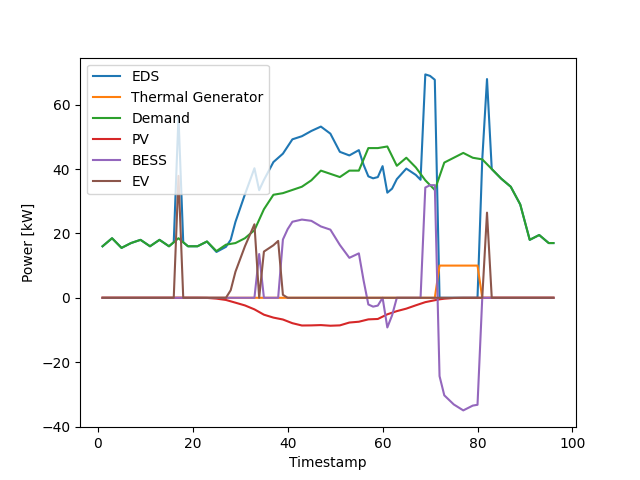 EDS
Thermal Generator
Demand
PV
BESS
EV
Power [kW]
60
40
20
0
−20
−40
0 20 40 60 80 100
Timestamp